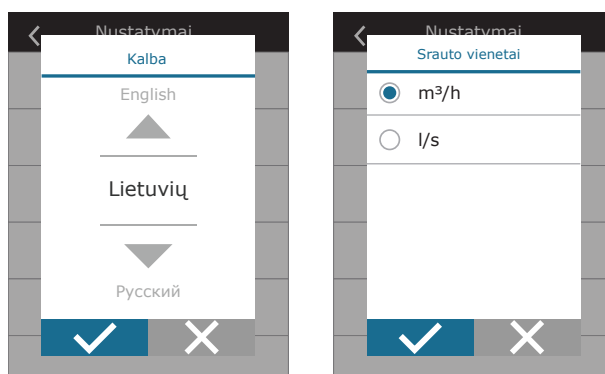 Nustatymai
Kalba
English
Lietuvių
Русский
Nustatymai
Srauto vienetai
m³/h
l/s